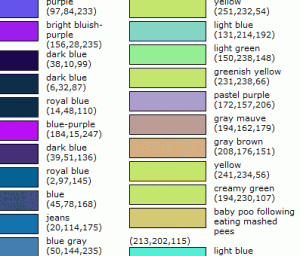 purple
(97,84,233)
bright bluish-
purple
(156,28,235)
dark blue
(38,10,99)
dark blue
(6,32,87)
royal blue
(14,48,110)
blue-purple
(184,15,247)
dark blue
(39,51,136)
royal blue
(2,97,145)
blue
(45,78,168)
jeans
(20,114,175)
blue gray
(50,144,235)
yellow
(251,232,54)
light blue
(131,214,192)
light green
(150,238,148)
greenish yellow
(231,238,66)
pastel purple
(172,157,206)
gray mauve
(194,162,179)
gray brown
(208,176,151)
yellow
(241,234,56)
creamy green
(194,230,107)
baby poo following
eating mashed
pees
(213,202,115)
light blue